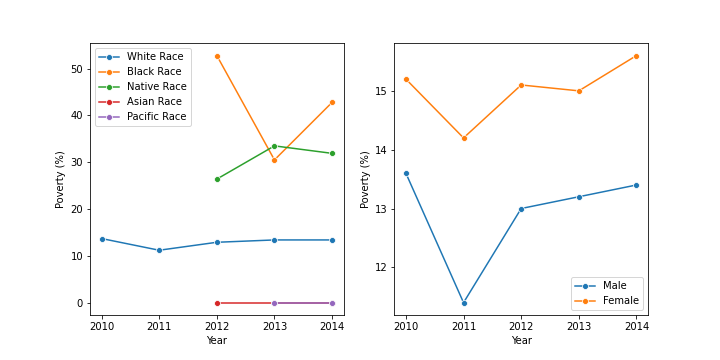 White Race
Black Race
Native Race
Asian Race
Pacific Race
Poverty (%)
50
40
30
20
10
0
2010 2011 2012 2013 2014
Year
Poverty (%)
15
14
13
12
Male
Female
2010 2011 2012 2013 2014
Year